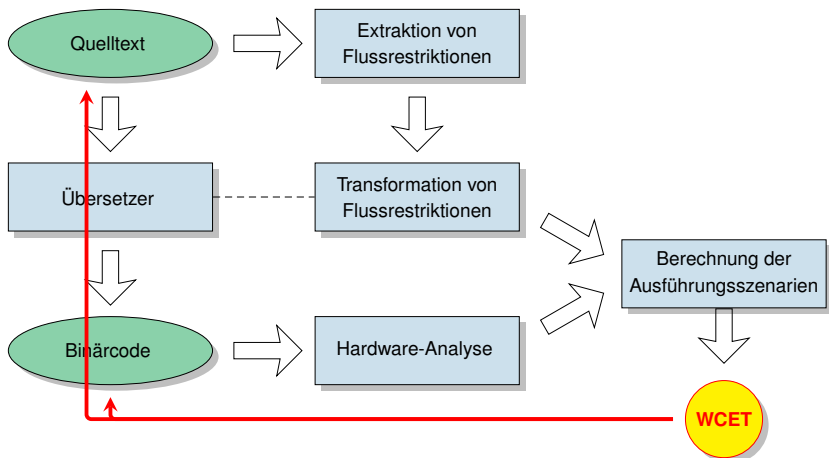 Quelltext
Extraktion von
Flussrestriktionen
Übersetzer
Transformation von
Flussrestriktionen
Berechnung der
Ausführungsszenarien
Binärcode
Hardware-Analyse
WCET